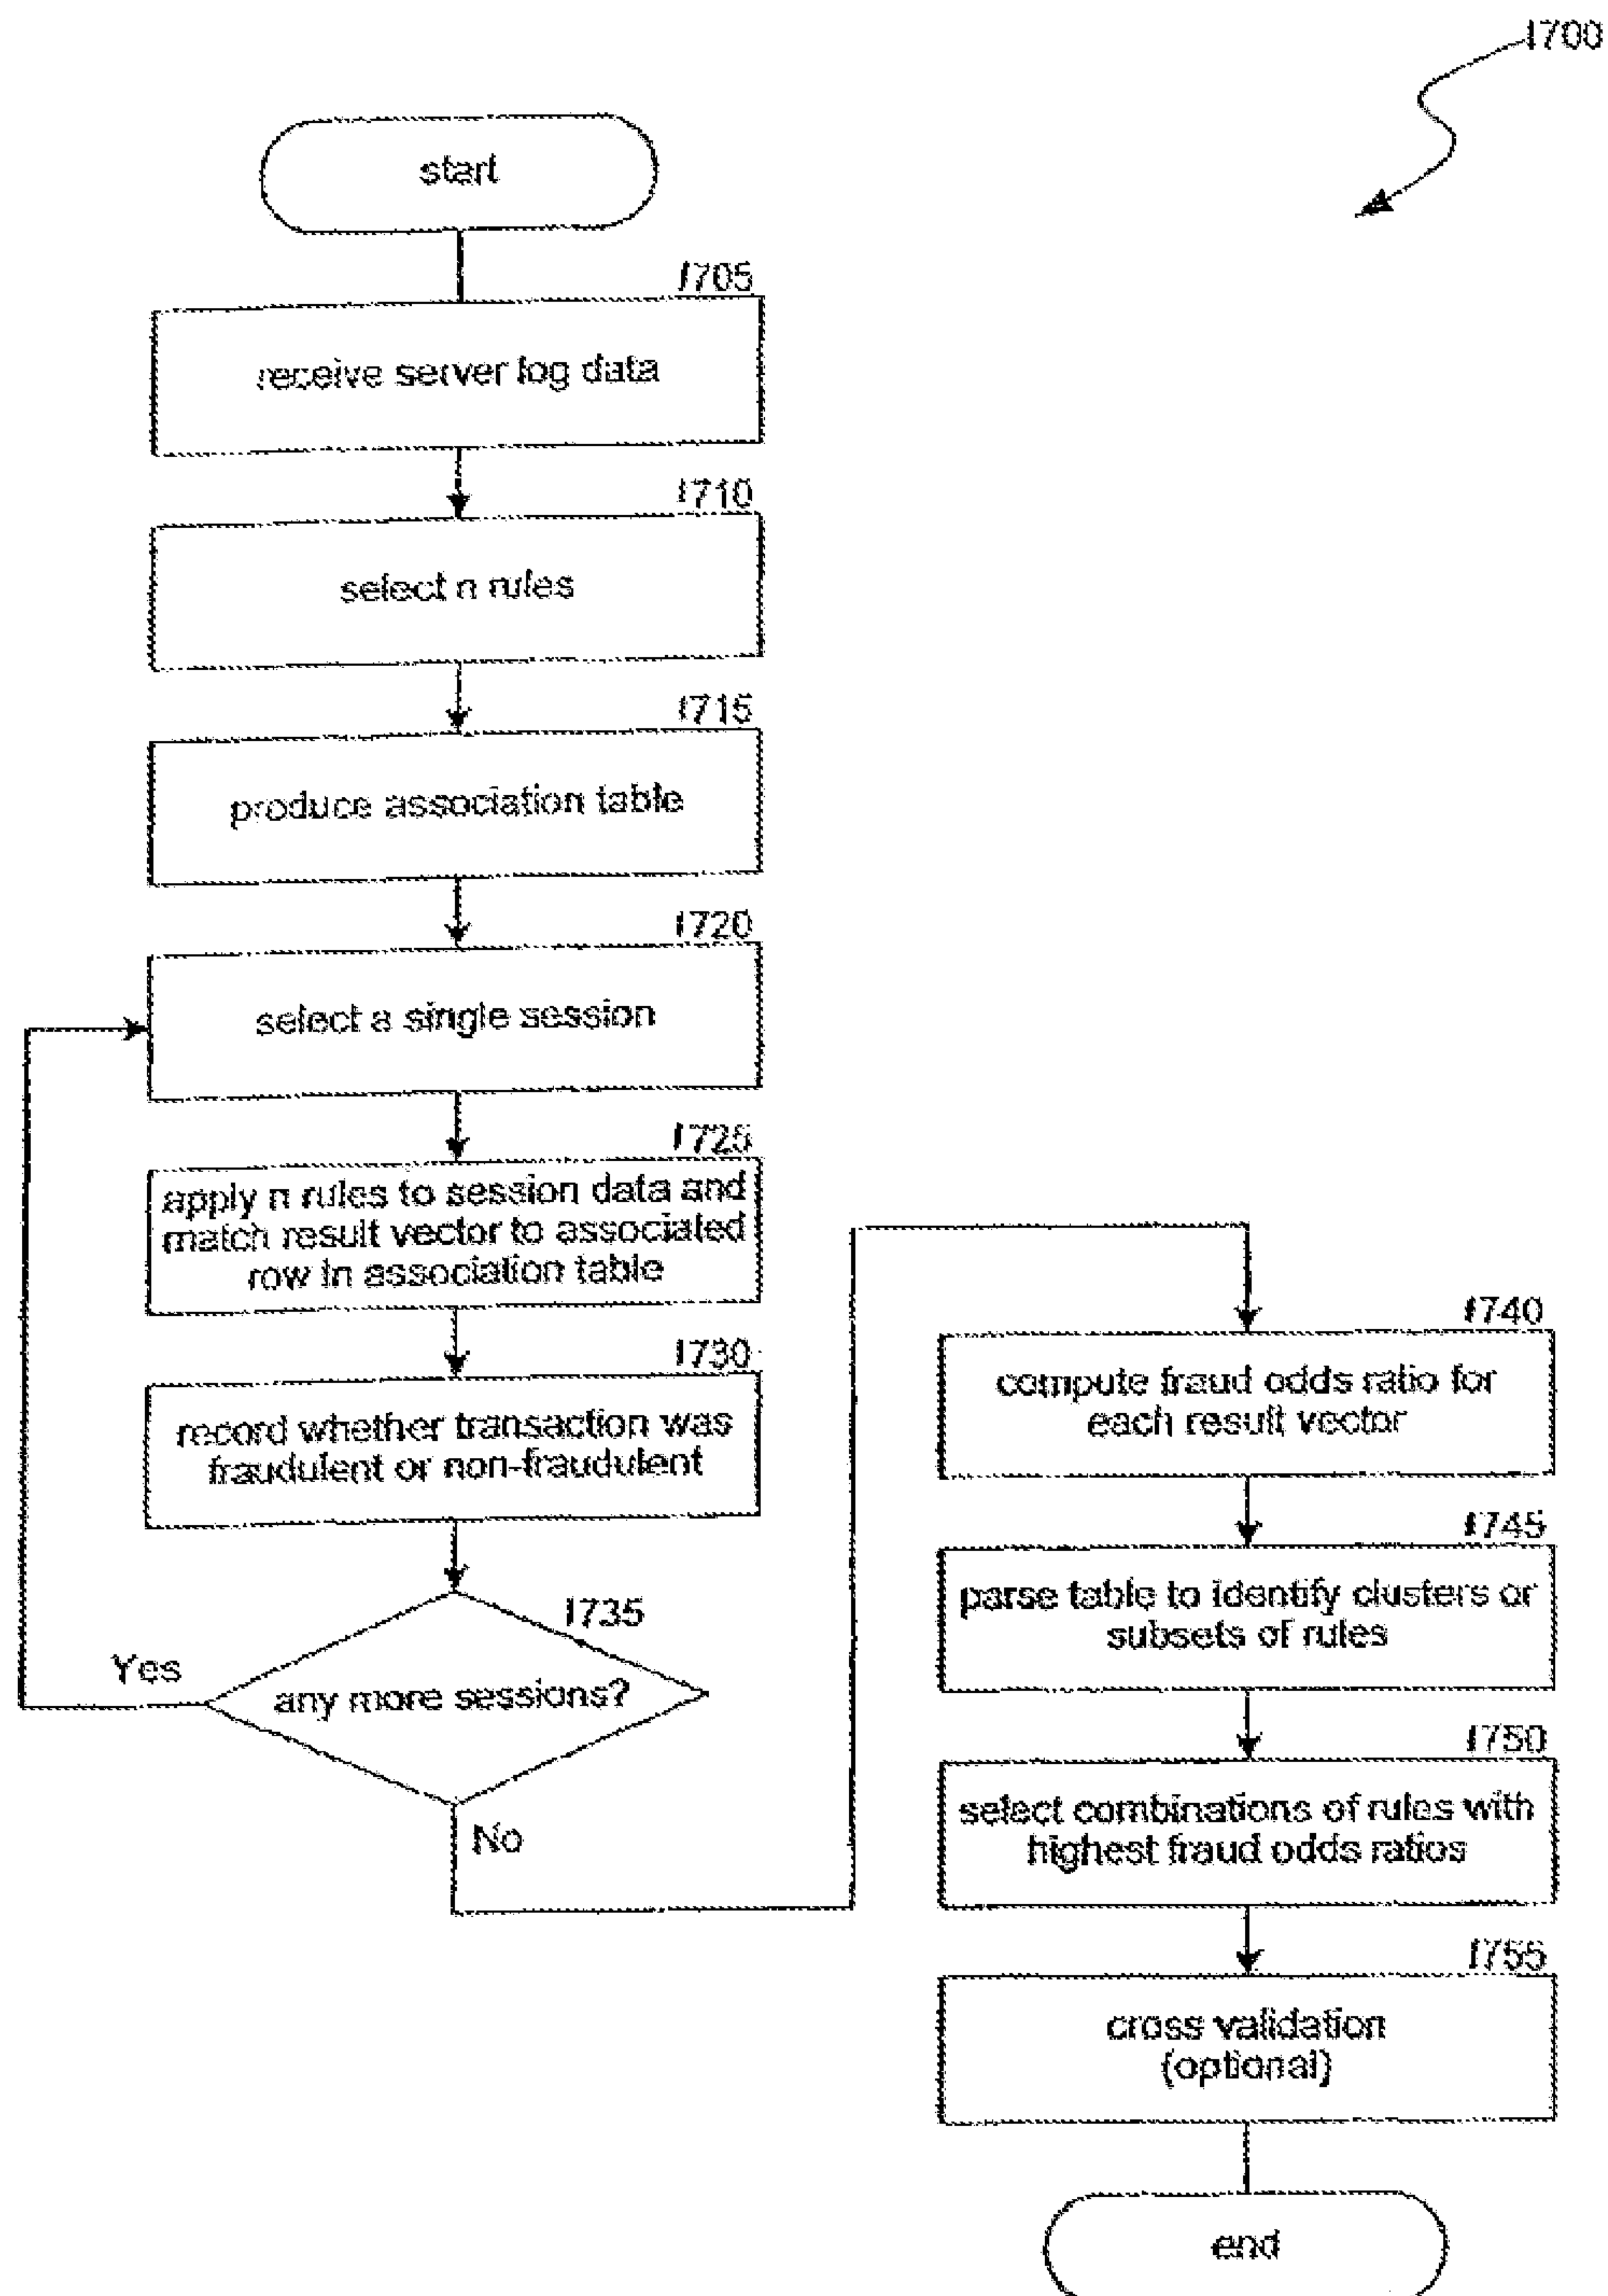 1700
start
1705
receive server log data
1710
select n rules
1715
produce association table
1720
select a single session
1725
apply n rules to session data and
match result vector to associated
row in association table
1730
record whether transaction was
fraudulent or non-fraudulent
1735
any more sessions?
Yes
No
1740
compute fraud odds ratio for
each result vector
1745
parse table to identify clusters or
subsets of rules
1750
select combinations of rules with
highest fraud odds ratios
1755
cross validation
(optional)
end